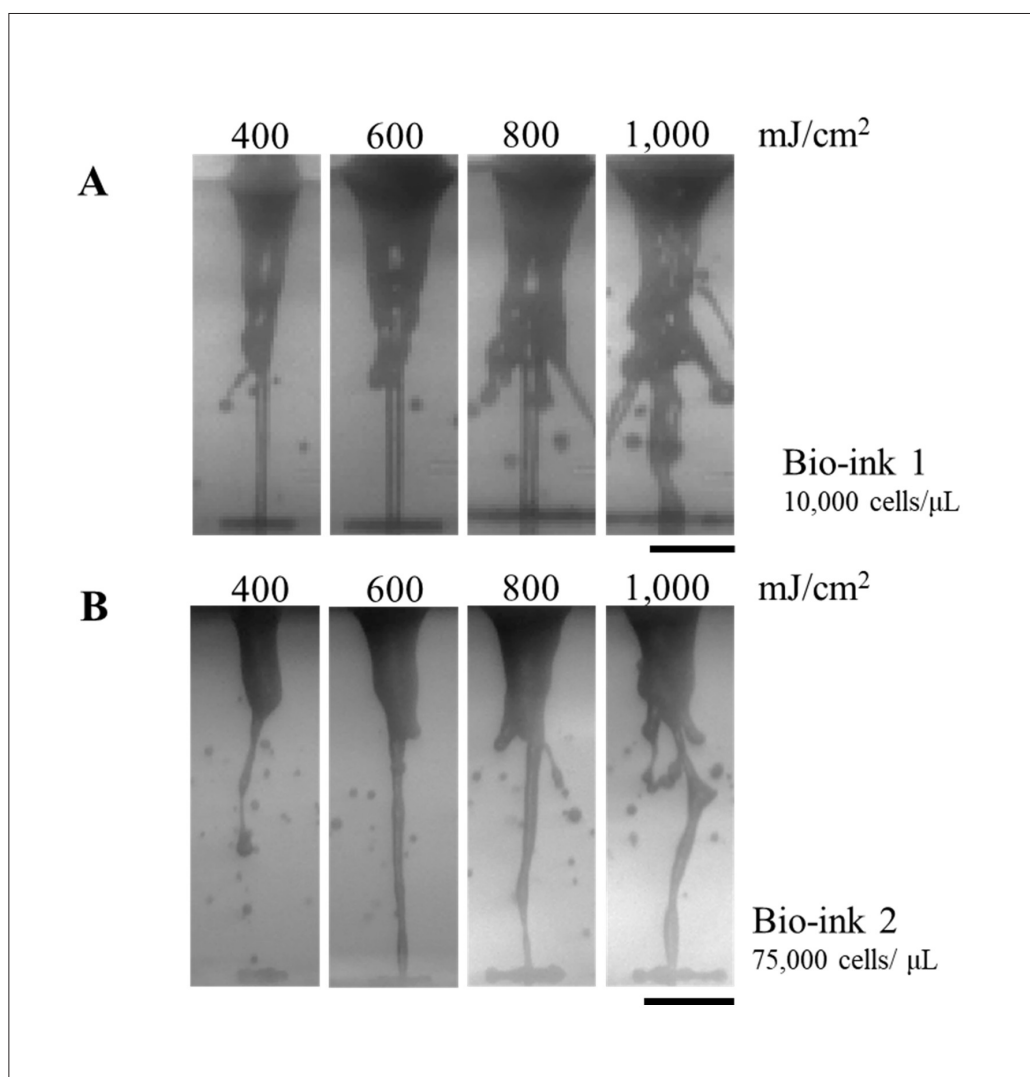 400 600 800 1,000 mJ/cm²
A
Bio-ink 1
10,000 cells/μL
400 600 800 1,000 mJ/cm²
B
Bio-ink 2
75,000 cells/ μL